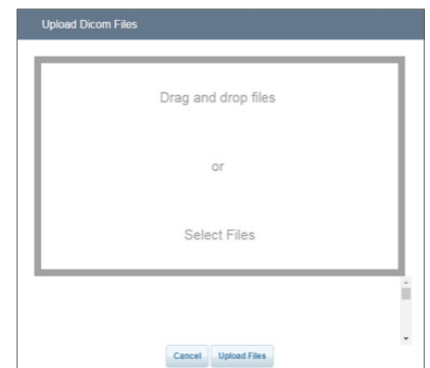 Upload Dicom Files
Drag and drop files
or
Select Files
Cancel Upload Files